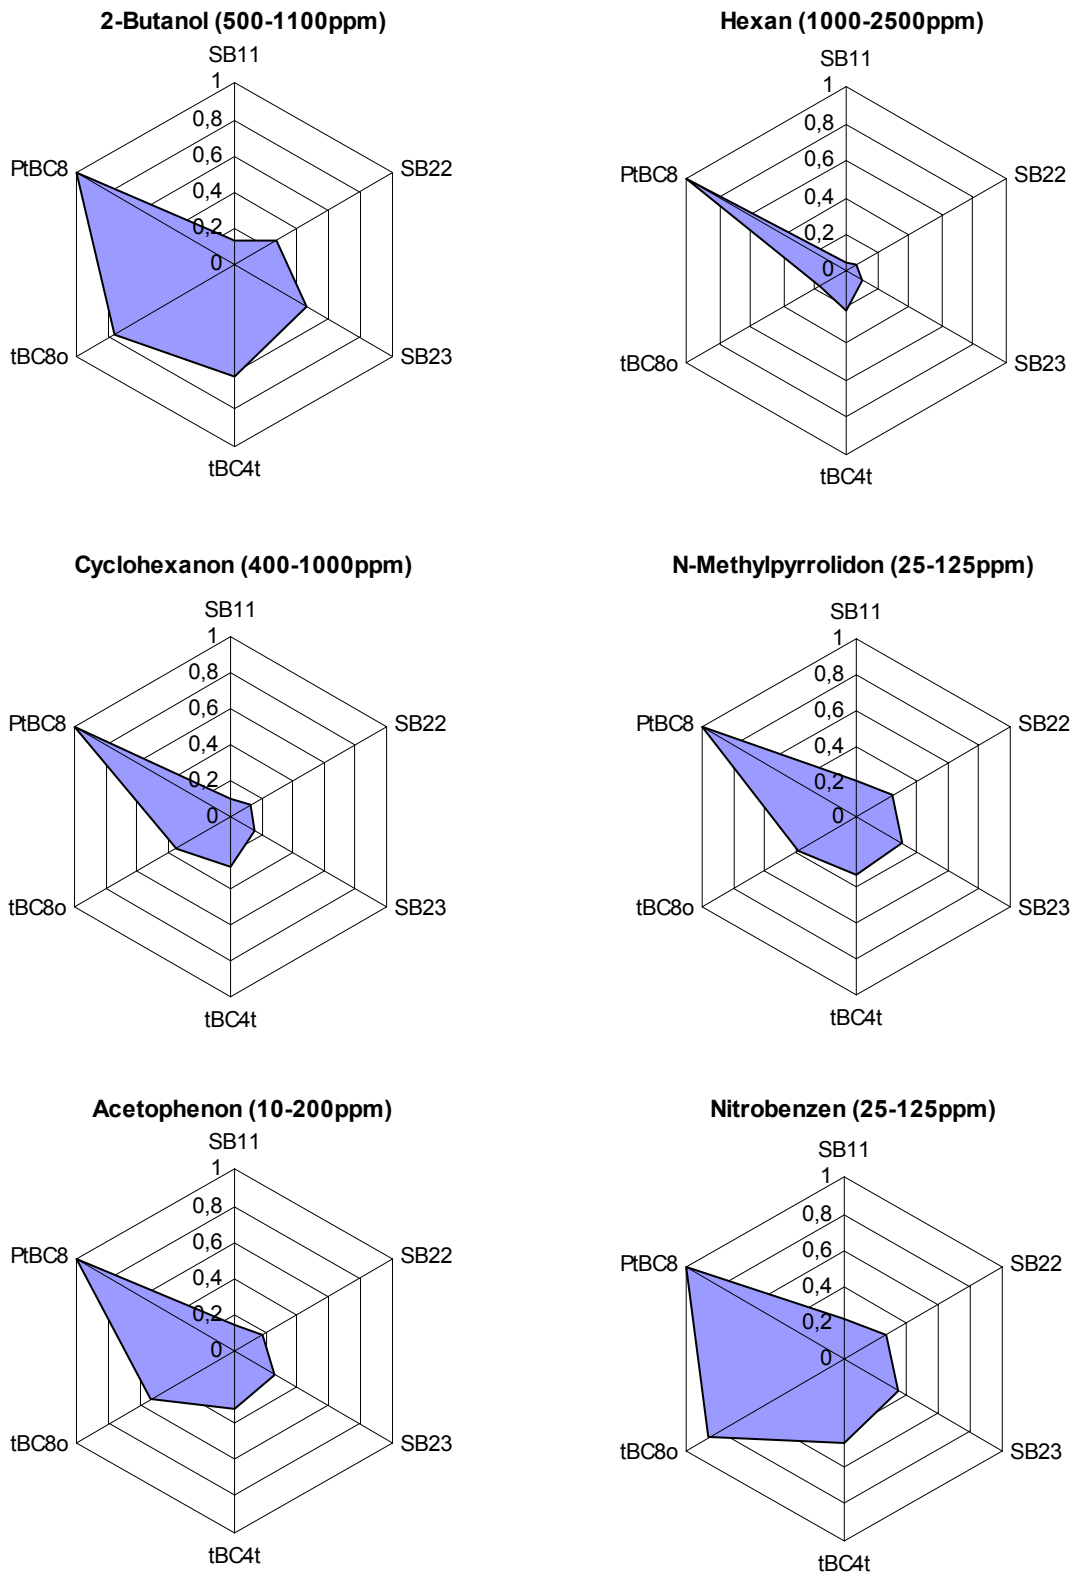 2-Butanol (500-1100ppm)
SB11
1
0,8
0,6
0,4
0,2
0
SB22
SB23
tBC4t
tBC8o
PtBC8
Hexan (1000-2500ppm)
SB11
1
0,8
0,6
0,4
0,2
0
SB22
SB23
tBC4t
tBC8o
PtBC8
Cyclohexanon (400-1000ppm)
SB11
1
0,8
0,6
0,4
0,2
0
SB22
SB23
tBC4t
tBC8o
PtBC8
N-Methylpyrrolidon (25-125ppm)
SB11
1
0,8
0,6
0,4
0,2
0
SB22
SB23
tBC4t
tBC8o
PtBC8
Acetophenon (10-200ppm)
SB11
1
0,8
0,6
0,4
0,2
0
SB22
SB23
tBC4t
tBC8o
PtBC8
Nitrobenzen (25-125ppm)
SB11
1
0,8
0,6
0,4
0,2
0
SB22
SB23
tBC4t
tBC8o
PtBC8